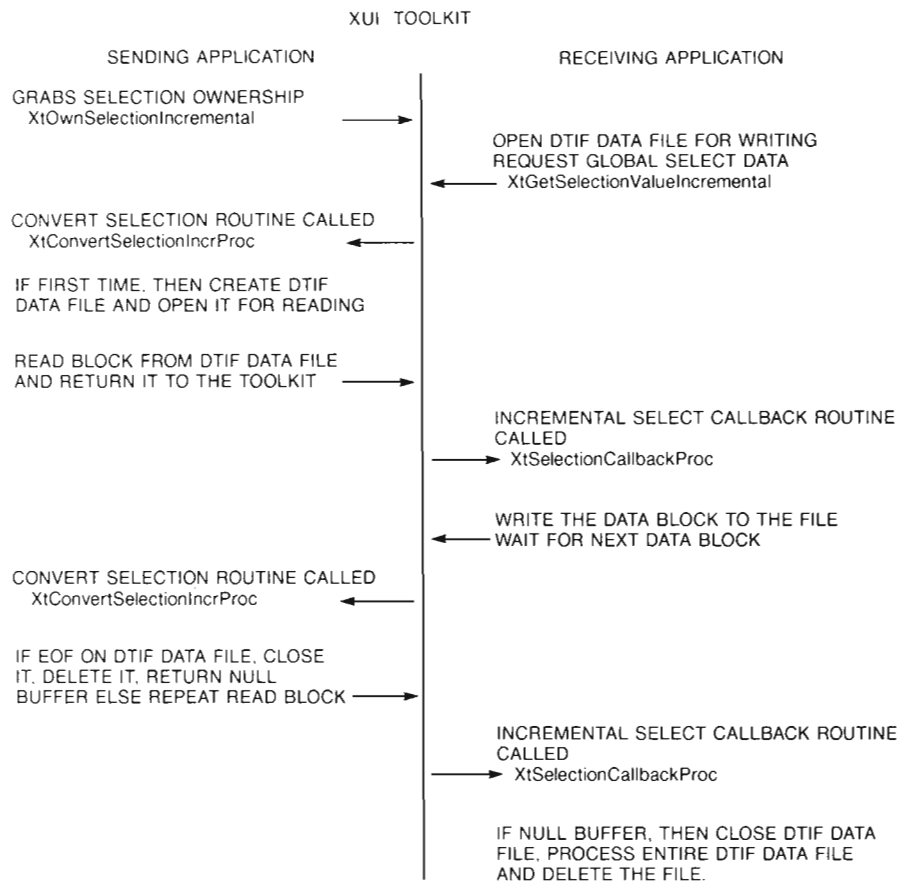 XUI TOOLKIT
SENDING APPLICATION
RECEIVING APPLICATION
GRABS SELECTION OWNERSHIP
XtOwnSelectionIncremental
OPEN DTIF DATA FILE FOR WRITING
REQUEST GLOBAL SELECT DATA
XtGetSelectionValueIncremental
CONVERT SELECTION ROUTINE CALLED
XtConvertSelectionIncrProc
IF FIRST TIME, THEN CREATE DTIF
DATA FILE AND OPEN IT FOR READING
READ BLOCK FROM DTIF DATA FILE
AND RETURN IT TO THE TOOLKIT
INCREMENTAL SELECT CALLBACK ROUTINE
CALLED
XtSelectionCallbackProc
WRITE THE DATA BLOCK TO THE FILE
WAIT FOR NEXT DATA BLOCK
CONVERT SELECTION ROUTINE CALLED
XtConvertSelectionIncrProc
IF EOF ON DTIF DATA FILE, CLOSE
IT, DELETE IT, RETURN NULL
BUFFER ELSE REPEAT READ BLOCK
INCREMENTAL SELECT CALLBACK ROUTINE
CALLED
XtSelectionCallbackProc
IF NULL BUFFER, THEN CLOSE DTIF DATA
FILE, PROCESS ENTIRE DTIF DATA FILE
AND DELETE THE FILE.